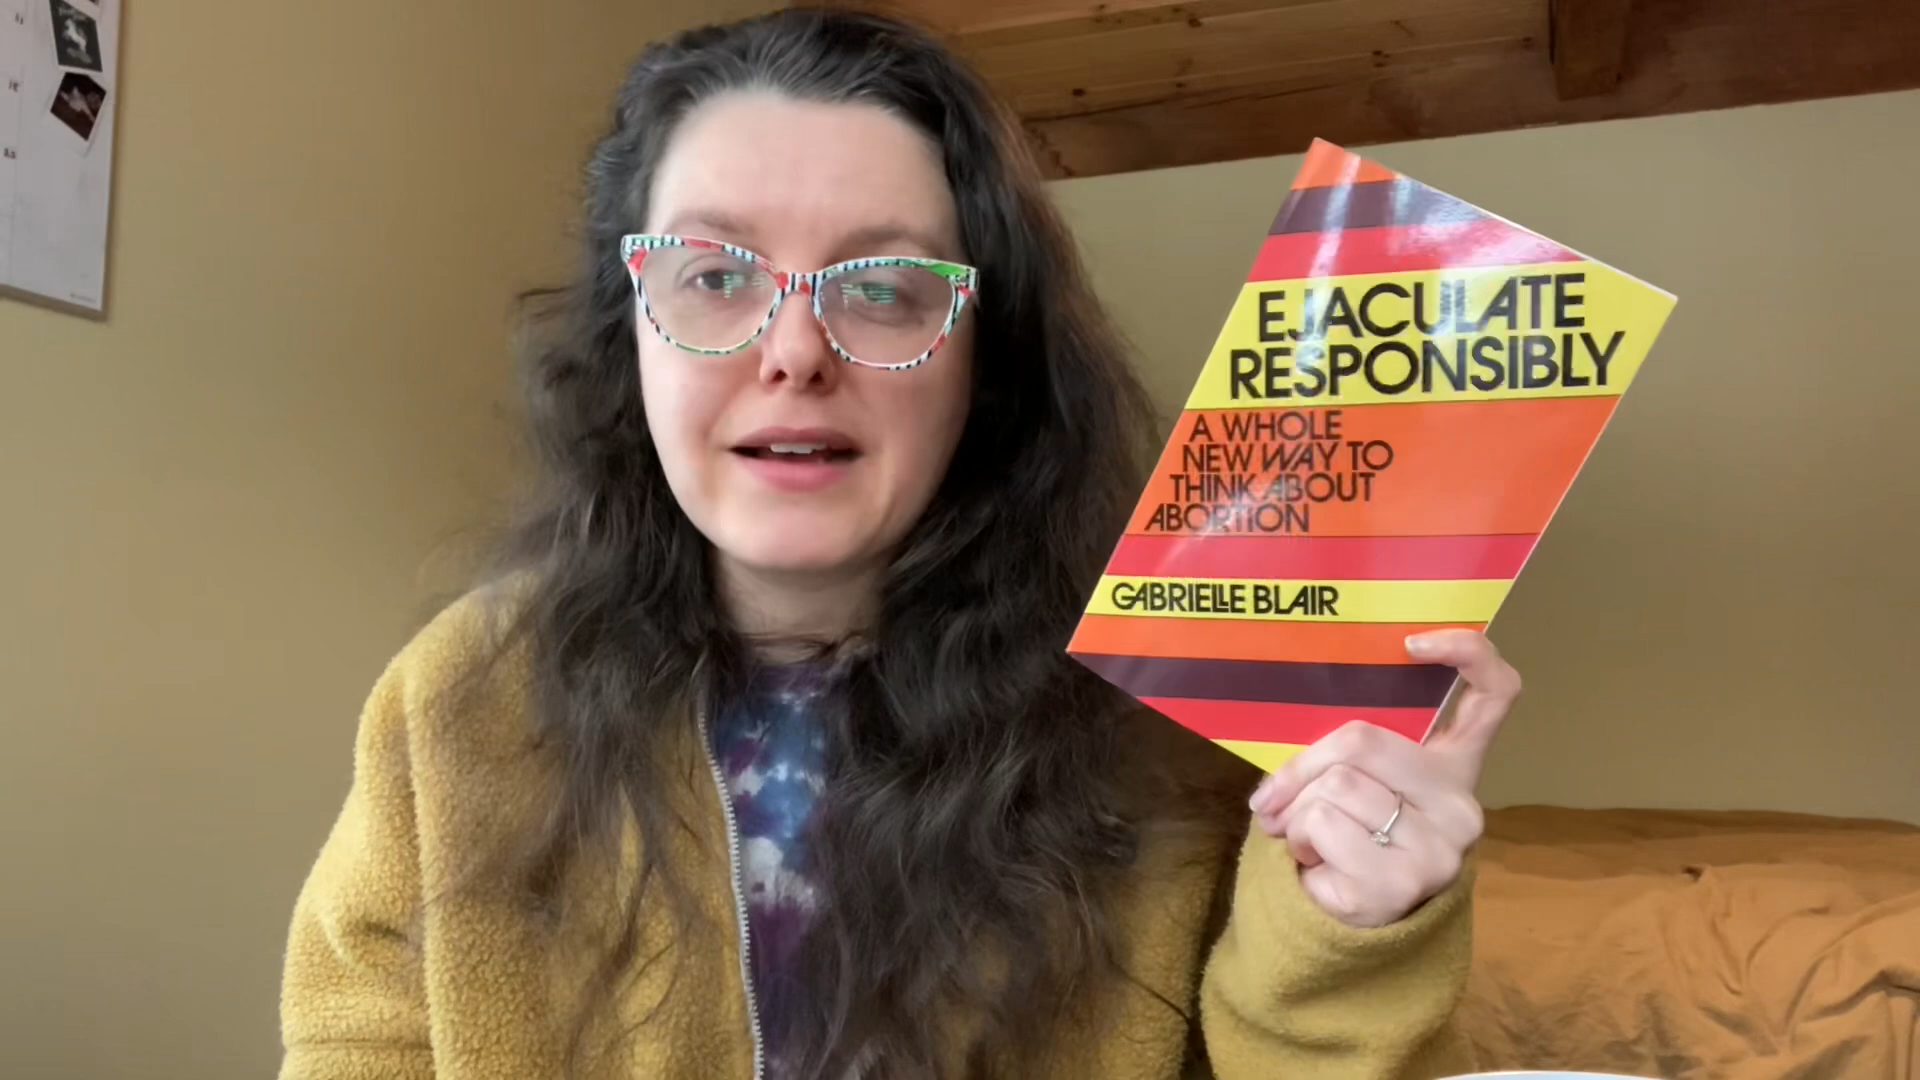 EJACULATE
RESPONSIBLY
A WHOLE
NEW WAY TO
THINK ABOUT
ABORTION
GABRIELLE BLAIR